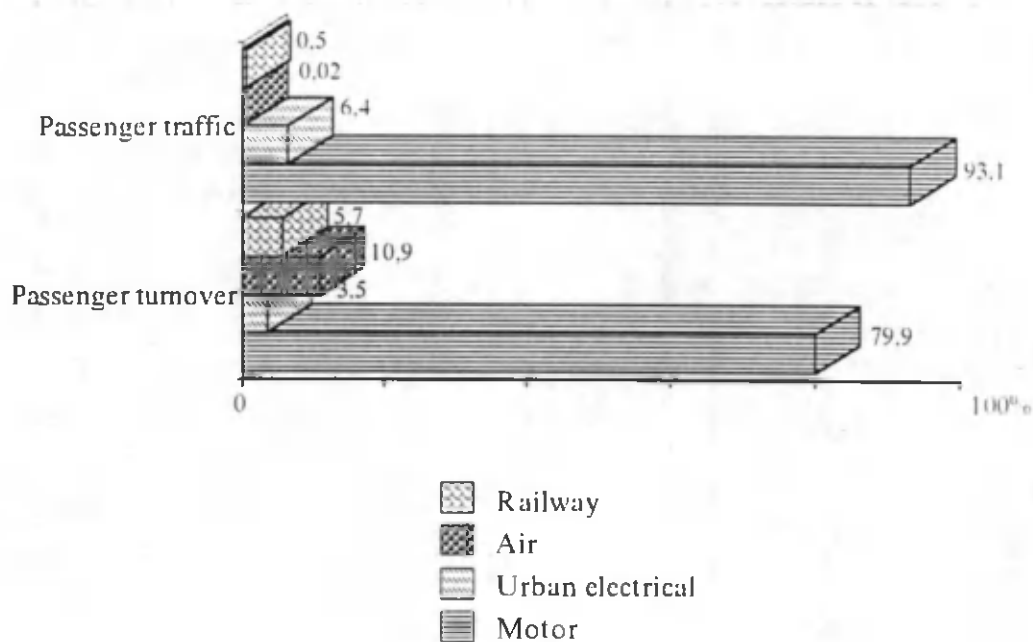 0,5
0,02
6,4
Passenger traffic
93,1
5,7
10,9
Passenger turnover
3,5
79,9
0
100%
Railway
Air
Urban electrical
Motor